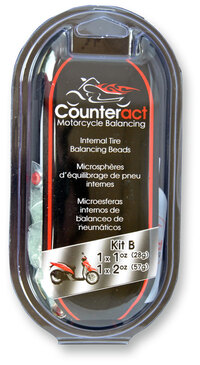 Counteract
Motorcycle Balancing
Internal Tire
Balancing Beads
Microsphères
d'équilibrage de pneu
internes
Microesferas
internos de
balanceo de
neumáticos
Kit B
1 x 1oz (28g)
1 x 2oz (57g)